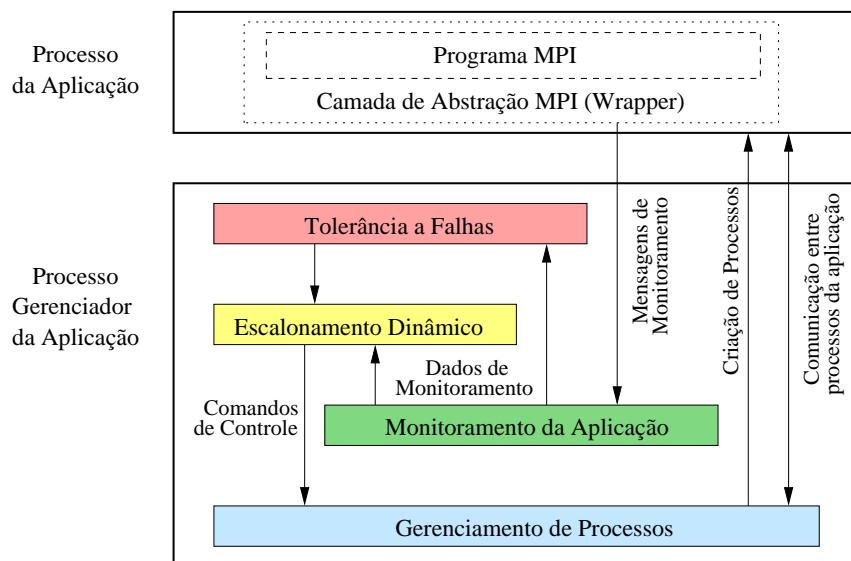 Processo
da Aplicação
Programa MPI
Camada de Abstração MPI (Wrapper)
Processo
Gerenciador
da Aplicação
Tolerância a Falhas
Escalonamento Dinâmico
Dados de
Monitoramento
Comandos
de Controle
Monitoramento da Aplicação
Gerenciamento de Processos
Mensagens de
Monitoramento
Criação de Processos
Comunicação entre
processos da aplicação